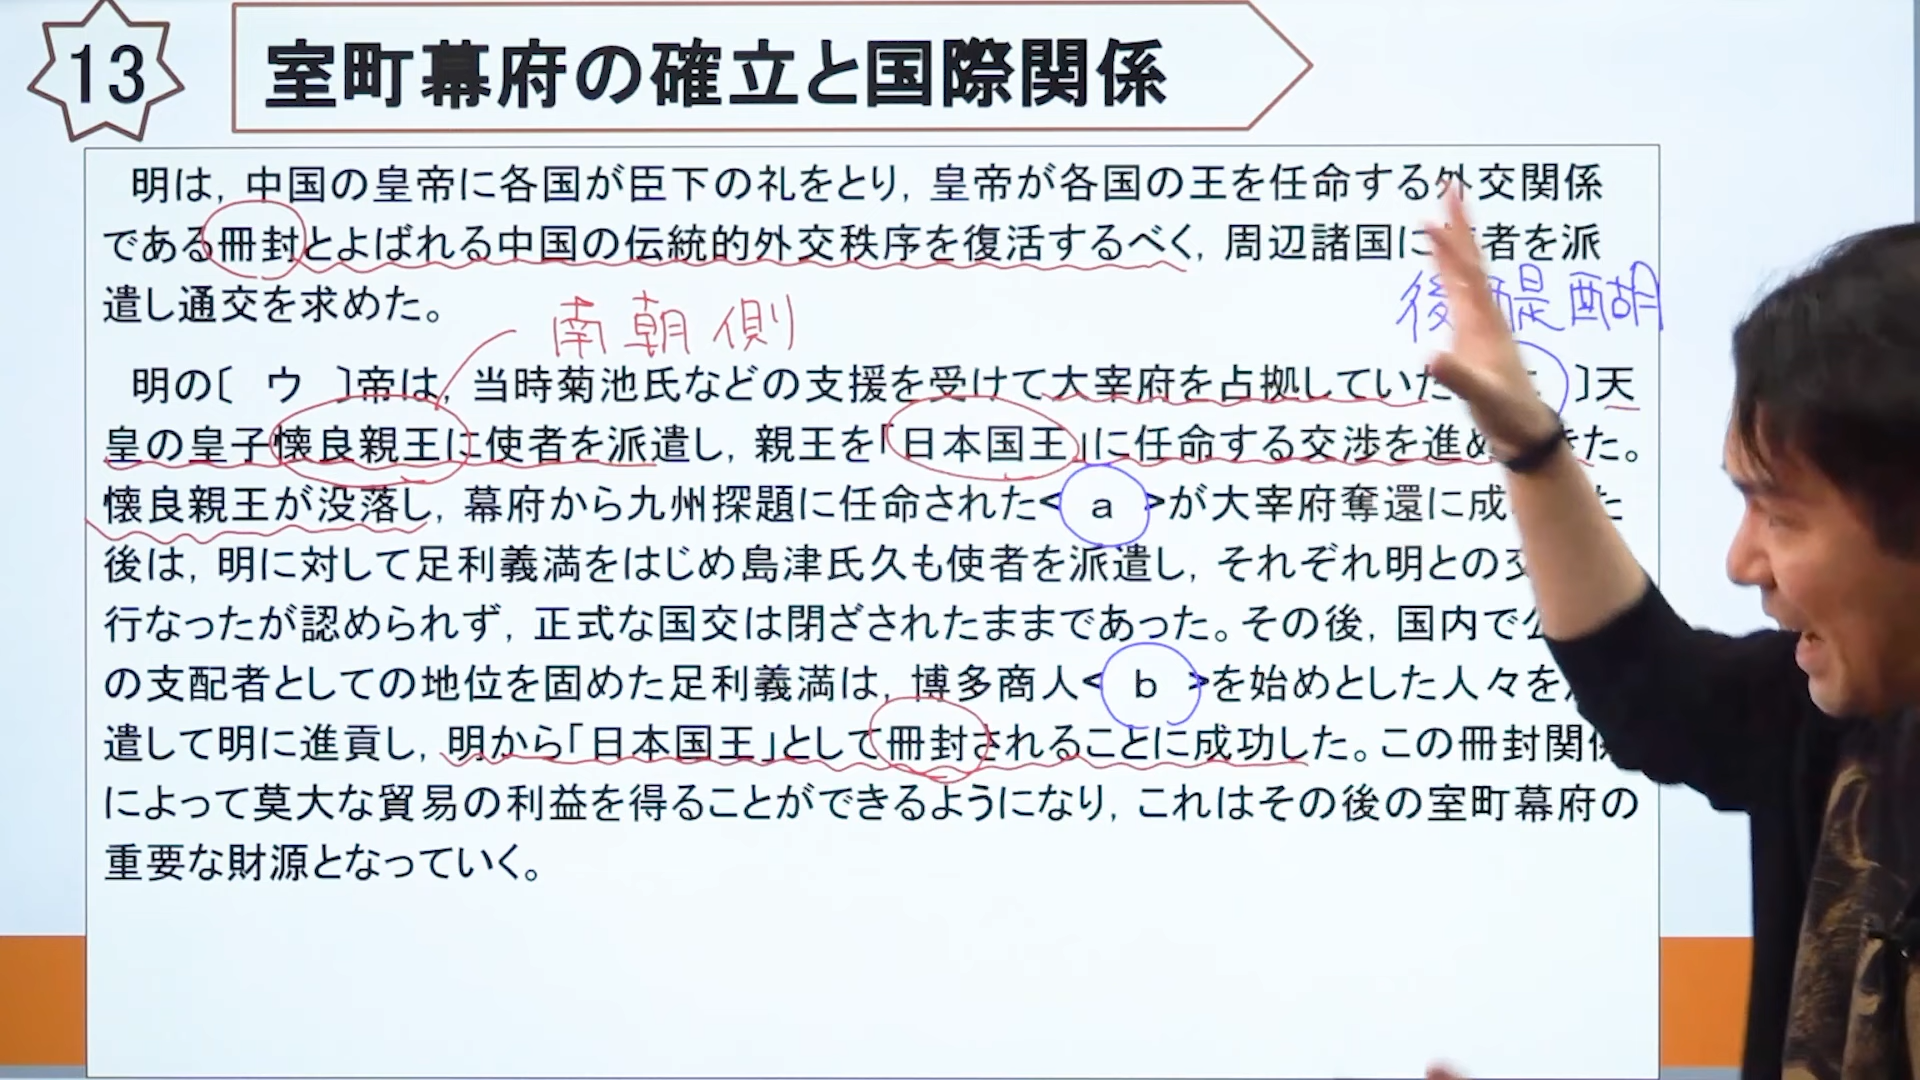 13
室町幕府の確立と国際関係
明は，中国の皇帝に各国が臣下の礼をとり，皇帝が各国の王を任命する外交関係
である冊封とよばれる中国の伝統的外交秩序を復活するべく，周辺諸国に 者を派
遣し通交を求めた。
後醍醐
南朝側
明の〔　ウ　〕帝は，当時菊池氏などの支援を受けて大宰府を占拠していた 〕天
皇の皇子懐良親王に使者を派遣し，親王を「日本国王」に任命する交渉を進め きた。
懐良親王が没落し，幕府から九州探題に任命された<　a　>が大宰府奪還に成 た
後は，明に対して足利義満をはじめ島津氏久も使者を派遣し，それぞれ明との交
行なったが認められず，正式な国交は閉ざされたままであった。その後，国内で
の支配者としての地位を固めた足利義満は，博多商人<　b　>を始めとした人々を
遣して明に進貢し，明から「日本国王」として冊封されることに成功した。この冊封関係
によって莫大な貿易の利益を得ることができるようになり，これはその後の室町幕府の
重要な財源となっていく。